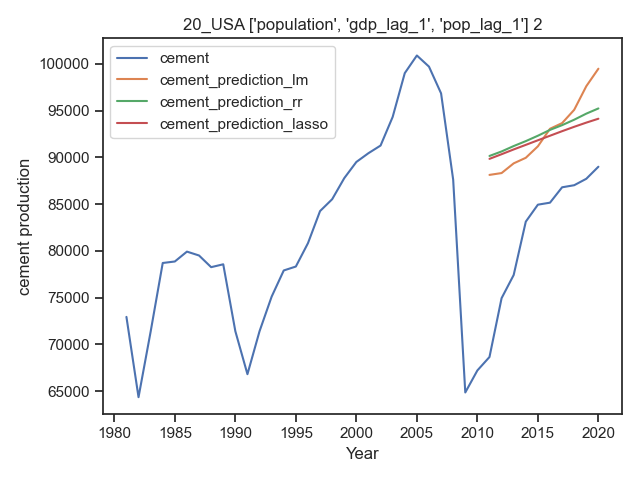 20_USA ['population', 'gdp_lag_1', 'pop_lag_1'] 2
cement
cement_prediction_lm
cement_prediction_rr
cement_prediction_lasso
cement production
100000
95000
90000
85000
80000
75000
70000
65000
1980 1985 1990 1995 2000 2005 2010 2015 2020
Year